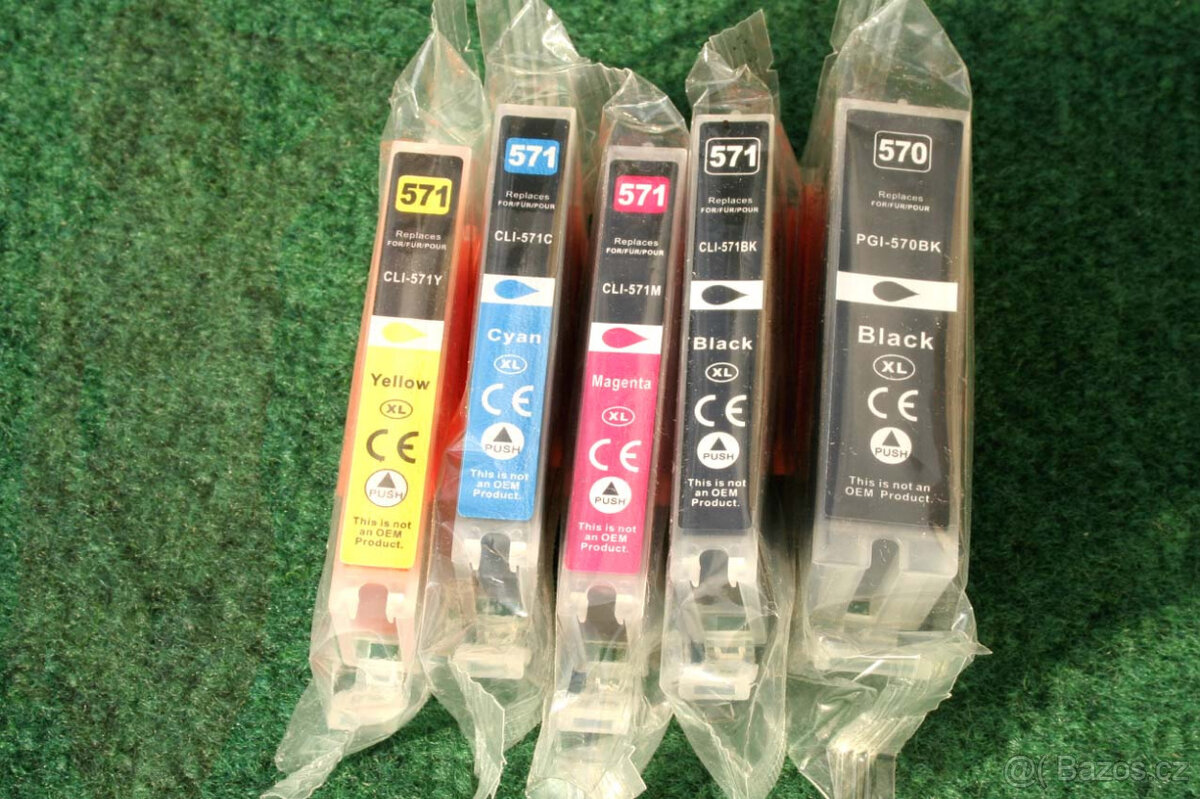 571
Replaces
FOR/FÜR/POUR
CLI-571Y
Yellow
XL
CE
PUSH
This is not
an OEM
Product.
571
Replaces
FOR/FÜR/POUR
CLI-571C
Cyan
XL
CE
PUSH
This is not
an OEM
Product.
571
Replaces
FOR/FÜR/POUR
CLI-571M
Magenta
XL
CE
PUSH
This is not
an OEM
Product.
571
Replaces
FOR/FÜR/POUR
CLI-571BK
Black
XL
CE
PUSH
This is not
an OEM
Product.
570
Replaces
FOR/FÜR/POUR
PGI-570BK
Black
XL
CE
PUSH
This is not an
OEM Product.
@( Bazos.cz